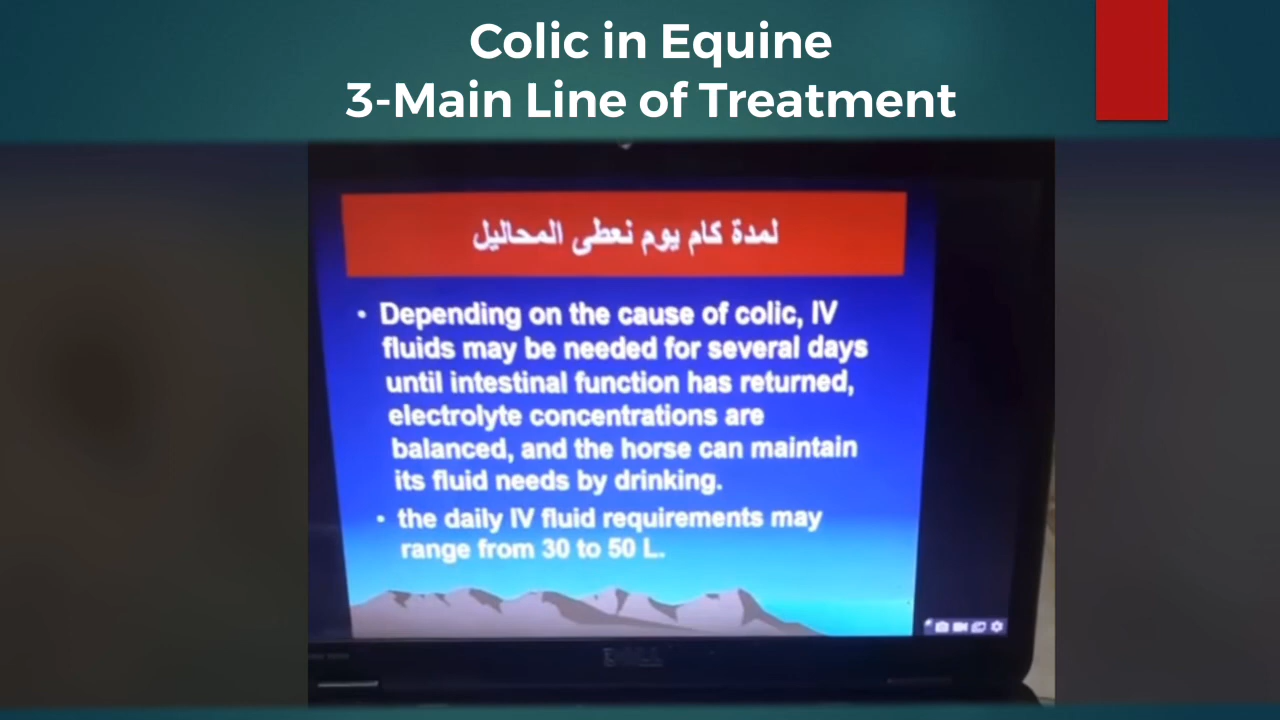 Colic in Equine
3-Main Line of Treatment
لمدة كام يوم نعطى المحاليل
• Depending on the cause of colic, IV
fluids may be needed for several days
until intestinal function has returned,
electrolyte concentrations are
balanced, and the horse can maintain
its fluid needs by drinking.
• the daily IV fluid requirements may
range from 30 to 50 L.
DELL